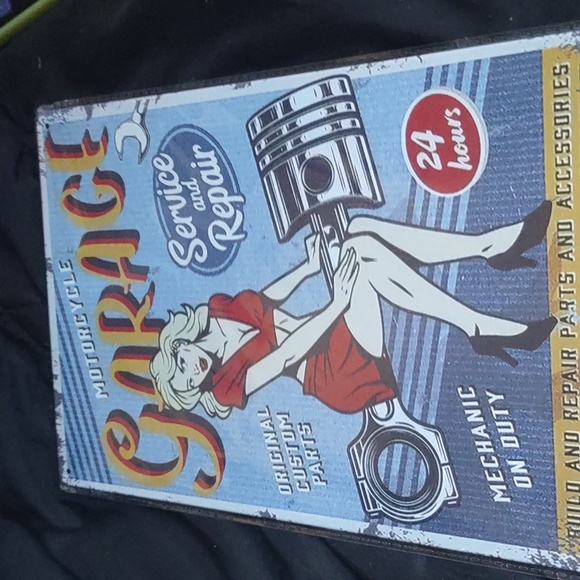 MOTORCYCLE
GARAGE
Service
and
Repair
24
hours
ORIGINAL
CUSTOM
PARTS
MECHANIC
ON DUTY
BUILD AND REPAIR PARTS AND ACCESSORIES